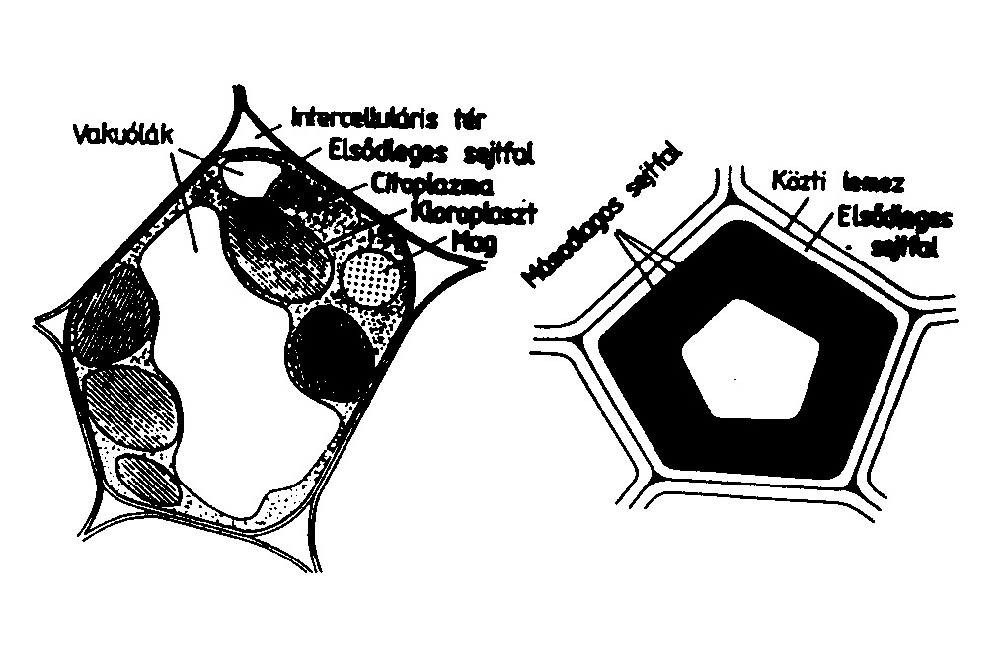 Vakuólák
Intercelluláris tér
Elsődleges sejtfal
Citoplazma
Kloroplaszt
Mag
Másodlagos sejtfal
Közti lemez
Elsődleges
sejtfal